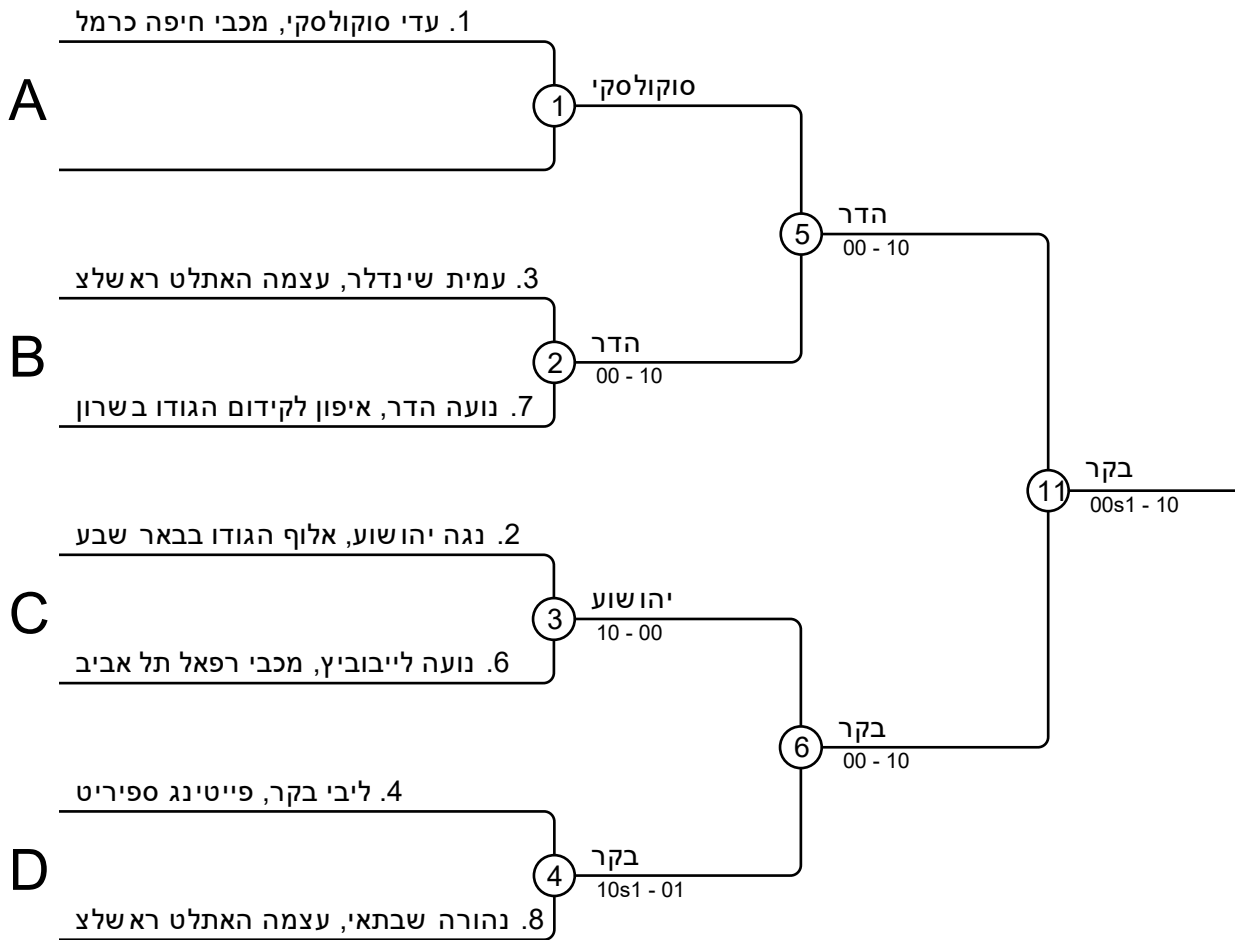 1. עדי סוקולסקי, מכבי חיפה כרמל
A
1
סוקולסקי
5
הדר
00 - 10
3. עמית שינדלר, עצמה האתלט ראשלצ
B
2
הדר
00 - 10
7. נועה הדר, איפון לקידום הגודו בשרון
11
בקר
00s1 - 10
2. נגה יהושוע, אלוף הגודו בבאר שבע
C
3
יהושוע
10 - 00
6. נועה לייבוביץ, מכבי רפאל תל אביב
6
בקר
00 - 10
4. ליבי בקר, פייטינג ספיריט
D
4
בקר
10s1 - 01
8. נהורה שבתאי, עצמה האתלט ראשלצ